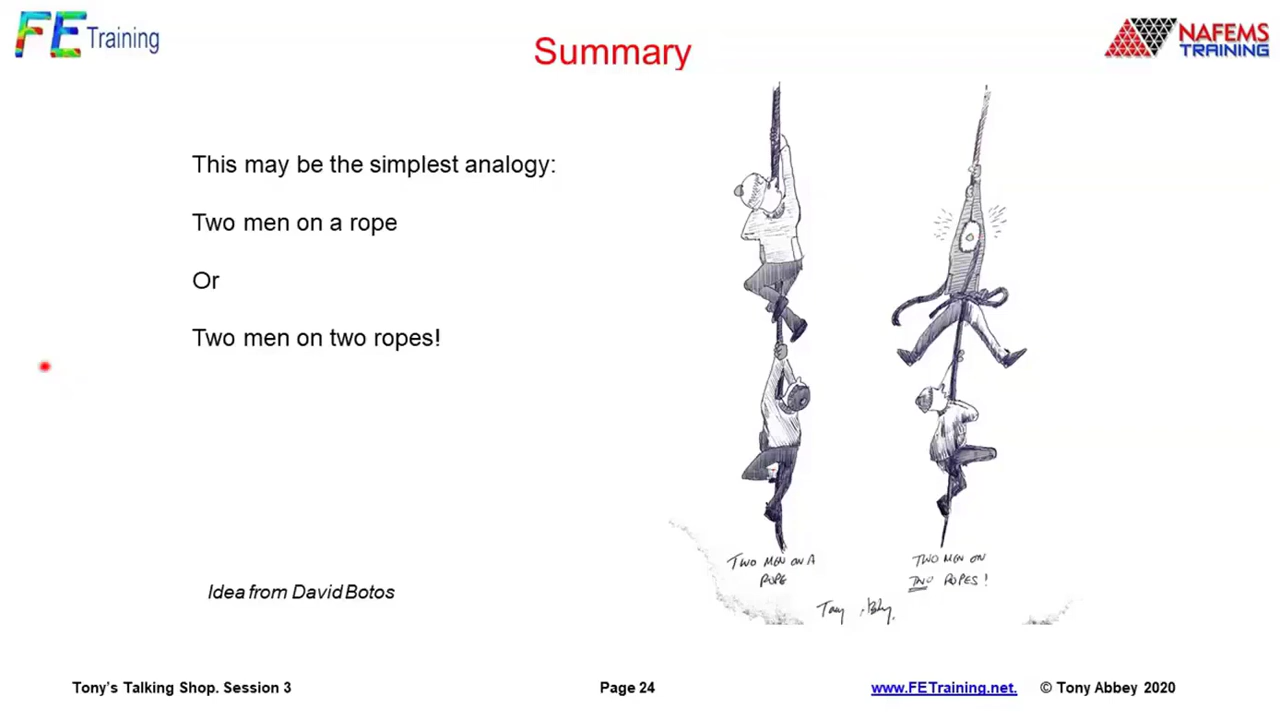 FE Training
Summary
NAFEMS
TRAINING
This may be the simplest analogy:
Two men on a rope
Or
Two men on two ropes!
Idea from David Botos
TWO MEN ON A
ROPE
TWO MEN ON
TWO ROPES!
Tony Abbey.
Tony's Talking Shop. Session 3
Page 24
www.FETraining.net.
© Tony Abbey 2020